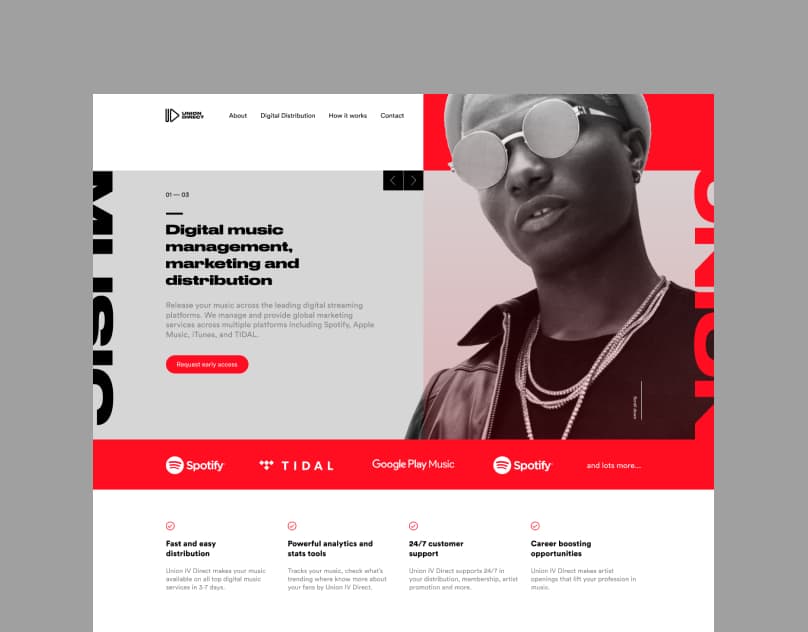 UNION
DIRECT
About
Digital Distribution
How it works
Contact
MUSIC
01 — 03
Digital music
management,
marketing and
distribution
Release your music across the leading digital streaming
platforms. We manage and provide global marketing
services across multiple platforms including Spotify, Apple
Music, iTunes, and TIDAL.
Request early access
Scroll down
Spotify
TIDAL
Google Play Music
Spotify
and lots more...
Fast and easy
distribution
Union IV Direct makes your music
available on all top digital music
services in 3-7 days.
Powerful analytics and
stats tools
Tracks your music, check what's
trending where know more about
your fans by Union IV Direct.
24/7 customer
support
Union IV Direct supports 24/7 in
your distribution, membership, artist
promotion and more.
Career boosting
opportunities
Union IV Direct makes artist
openings that lift your profession in
music.